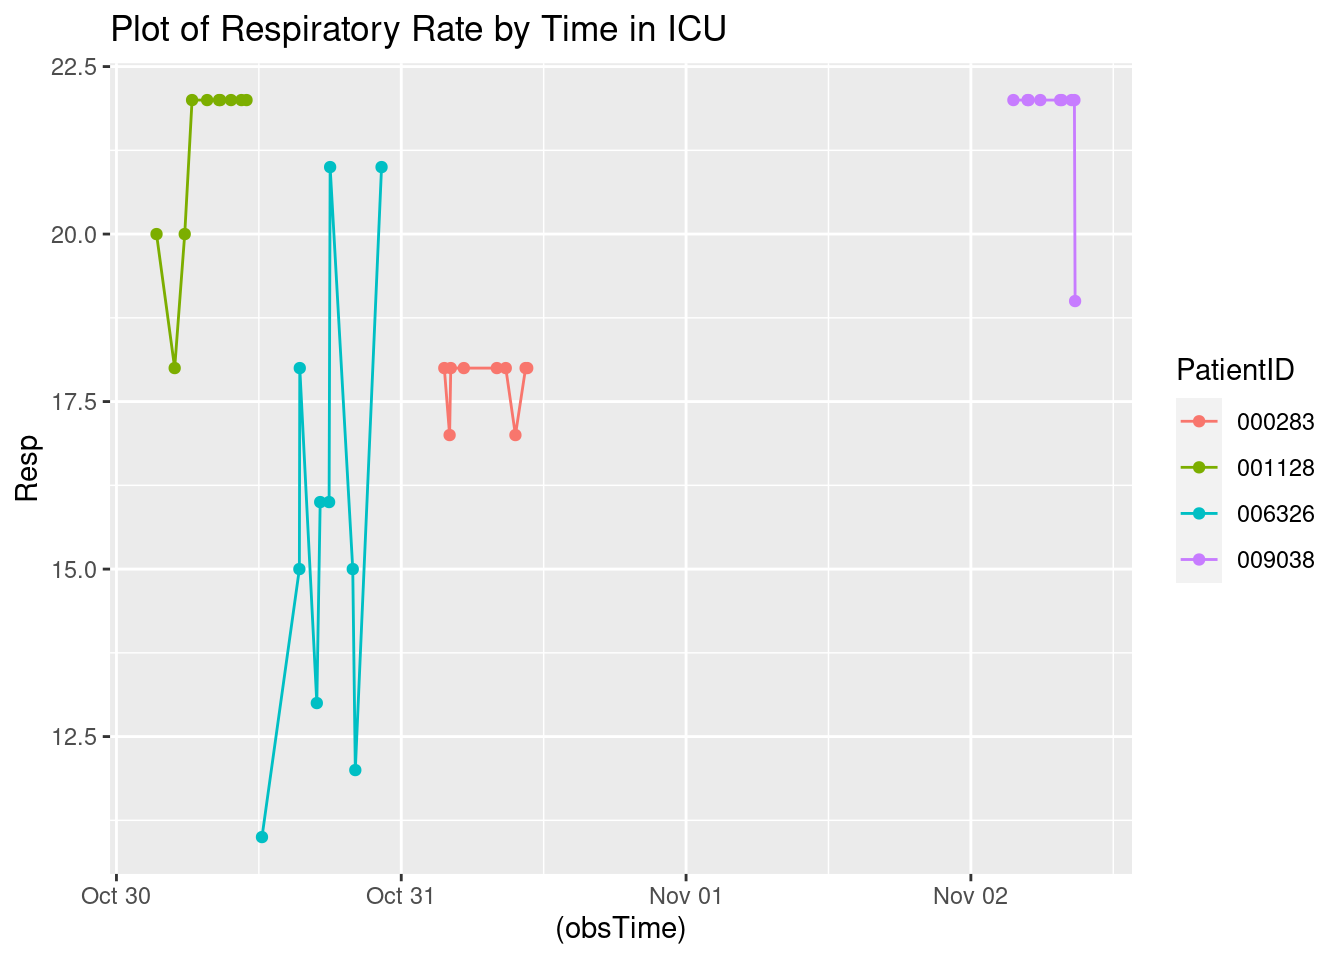 Plot of Respiratory Rate by Time in ICU
22.5
20.0
17.5
15.0
12.5
Resp
Oct 30
Oct 31
Nov 01
Nov 02
(obsTime)
PatientID
000283
001128
006326
009038